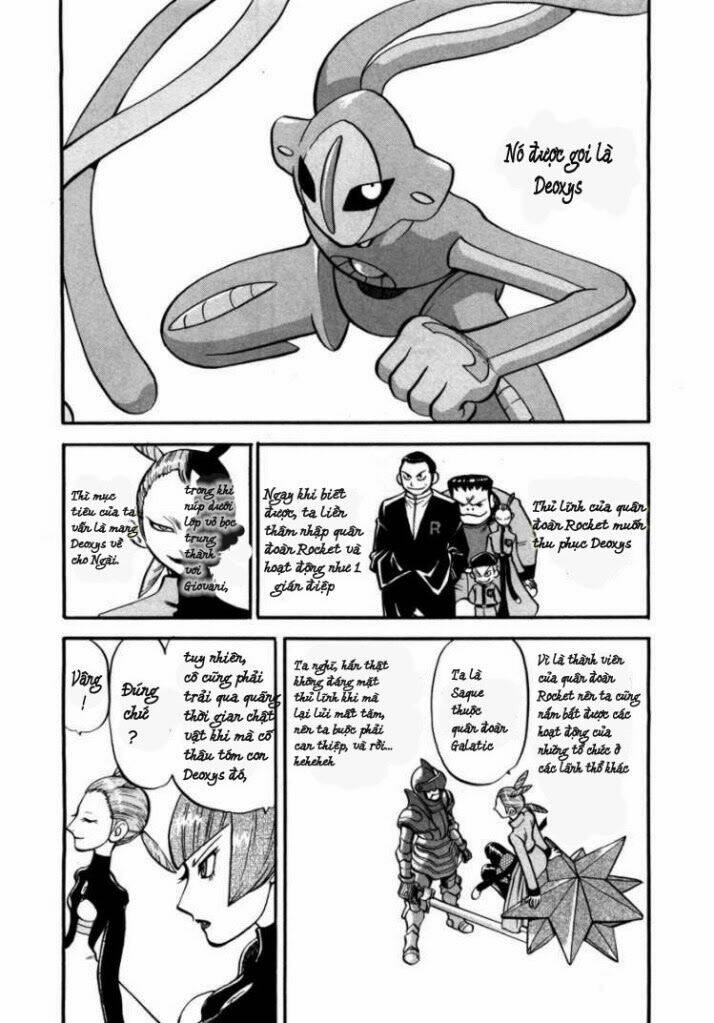 Nó được gọi là
Deoxys
Thủ lĩnh của quân
đoàn Rocket muốn
thu phục Deoxys
R
Ngay khi biết
được, ta liền
thâm nhập quân
đoàn Rocket và
hoạt động như 1
gián điệp
trong khi
núp dưới
lớp vỏ bọc
trung
thành
với
Giovani,
Thì mục
tiêu của ta
vẫn là mang
Deoxys về
cho Ngài.
Vì là thành viên
của quân đoàn
Rocket nên ta cũng
nắm bắt được các
hoạt động của
những tổ chức ở
các lãnh thổ khác
Ta là
Saque
thuộc
quân đoàn
Galatic
Ta nghĩ, hắn thật
không đáng mặt
thủ lĩnh khi mà
lại lủi mất tăm,
nên ta buộc phải
can thiệp, và rồi...
heheheh
tuy nhiên,
cô cũng phải
trải qua quãng
thời gian chật
vật khi mà cố
thâu tóm con
Deoxys đó,
Đúng
chứ
?
Vâng
!